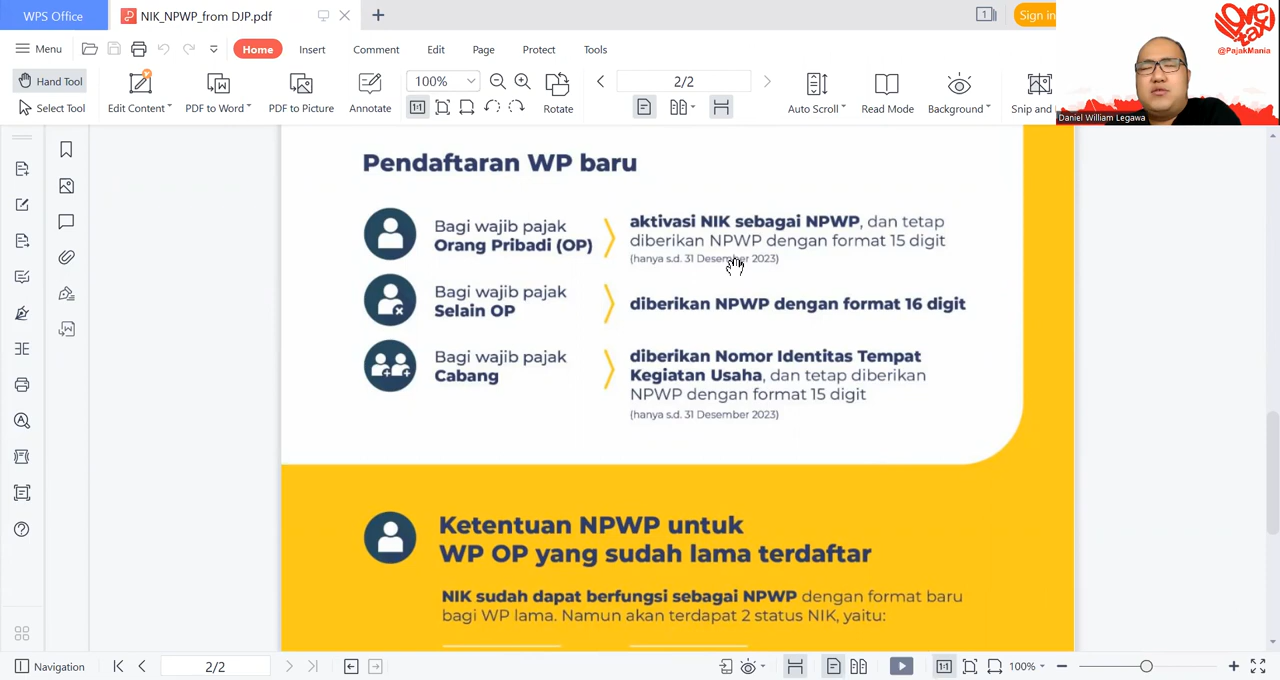 WPS Office
NIK_NPWP_from DJP.pdf
1
Sign in
Love
tax
@PajakMania
Menu
Home
Insert
Comment
Edit
Page
Protect
Tools
Hand Tool
Select Tool
Edit Content
PDF to Word
PDF to Picture
Annotate
100%
1:1
Rotate
2/2
Auto Scroll
Read Mode
Background
Snip and
Daniel William Legawa
Pendaftaran WP baru
Bagi wajib pajak
Orang Pribadi (OP)
aktivasi NIK sebagai NPWP, dan tetap
diberikan NPWP dengan format 15 digit
(hanya s.d. 31 Desember 2023)
Bagi wajib pajak
Selain OP
diberikan NPWP dengan format 16 digit
Bagi wajib pajak
Cabang
diberikan Nomor Identitas Tempat
Kegiatan Usaha, dan tetap diberikan
NPWP dengan format 15 digit
(hanya s.d. 31 Desember 2023)
Ketentuan NPWP untuk
WP OP yang sudah lama terdaftar
NIK sudah dapat berfungsi sebagai NPWP dengan format baru
bagi WP lama. Namun akan terdapat 2 status NIK, yaitu:
Navigation
2/2
1:1
100%